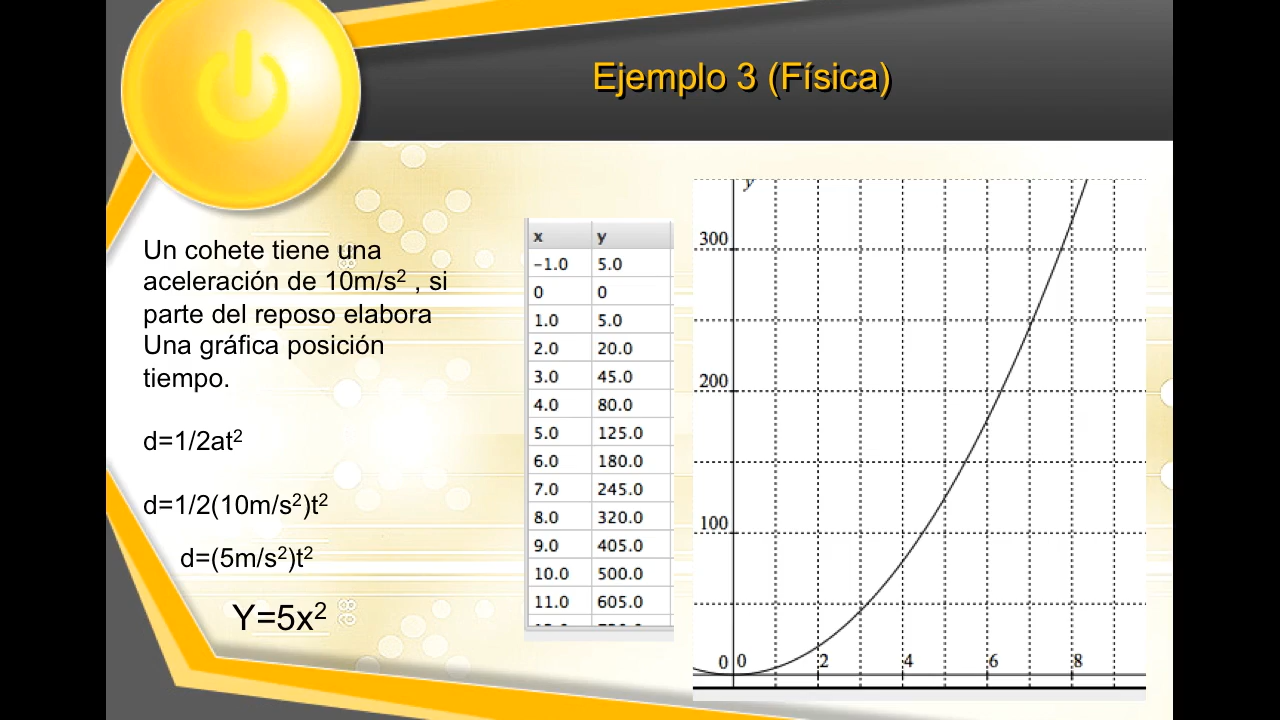 Ejemplo 3 (Física)
Un cohete tiene una
aceleración de 10m/s² , si
parte del reposo elabora
Una gráfica posición
tiempo.
d=1/2at²
d=1/2(10m/s²)t²
d=(5m/s²)t²
Y=5x²
x y
−1.0 5.0
0 0
1.0 5.0
2.0 20.0
3.0 45.0
4.0 80.0
5.0 125.0
6.0 180.0
7.0 245.0
8.0 320.0
9.0 405.0
10.0 500.0
11.0 605.0
y
300
200
100
0 0 2 4 6 8